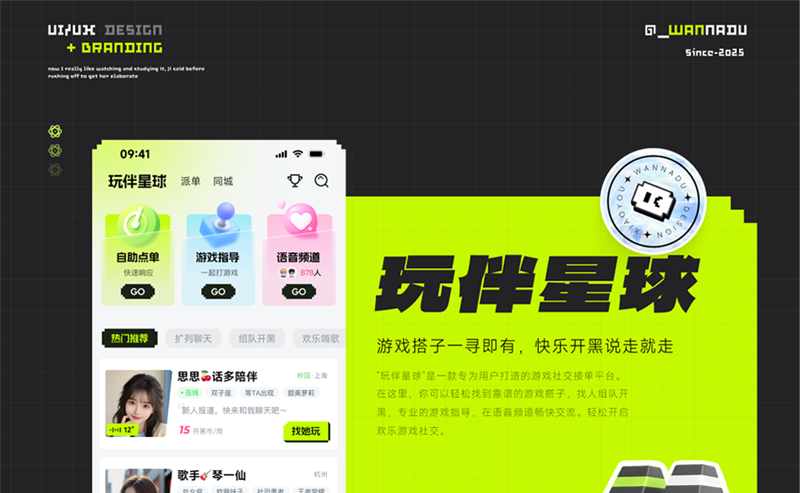 UI/UX DESIGN
+ BRANDING
now I really like watching and studying it, ji said before
rushing off to get her elaborate
@_WANNADU
Since-2025
09:41
玩伴星球 派单 同城
自助点单
快速响应
GO
游戏指导
一起打游戏
GO
语音频道
878人
GO
热门推荐 扩列聊天 组队开黑 欢乐嗨歌
思思🍒话多陪伴
秒回·上海
在线 双子座 等TA出现 甜美萝莉
新人报道，快来和我聊天吧～
12"
15 开黑币/局
找她玩
歌手🎸琴一仙
杭州
WANNADU DESIGN XIAOYOU
玩伴星球
游戏搭子一寻即有，快乐开黑说走就走
“玩伴星球”是一款专为用户打造的游戏社交接单平台。
在这里，你可以轻松找到靠谱的游戏搭子、找人组队开
黑、专业的游戏指导，在语音频道畅快交流。轻松开启
欢乐游戏社交。